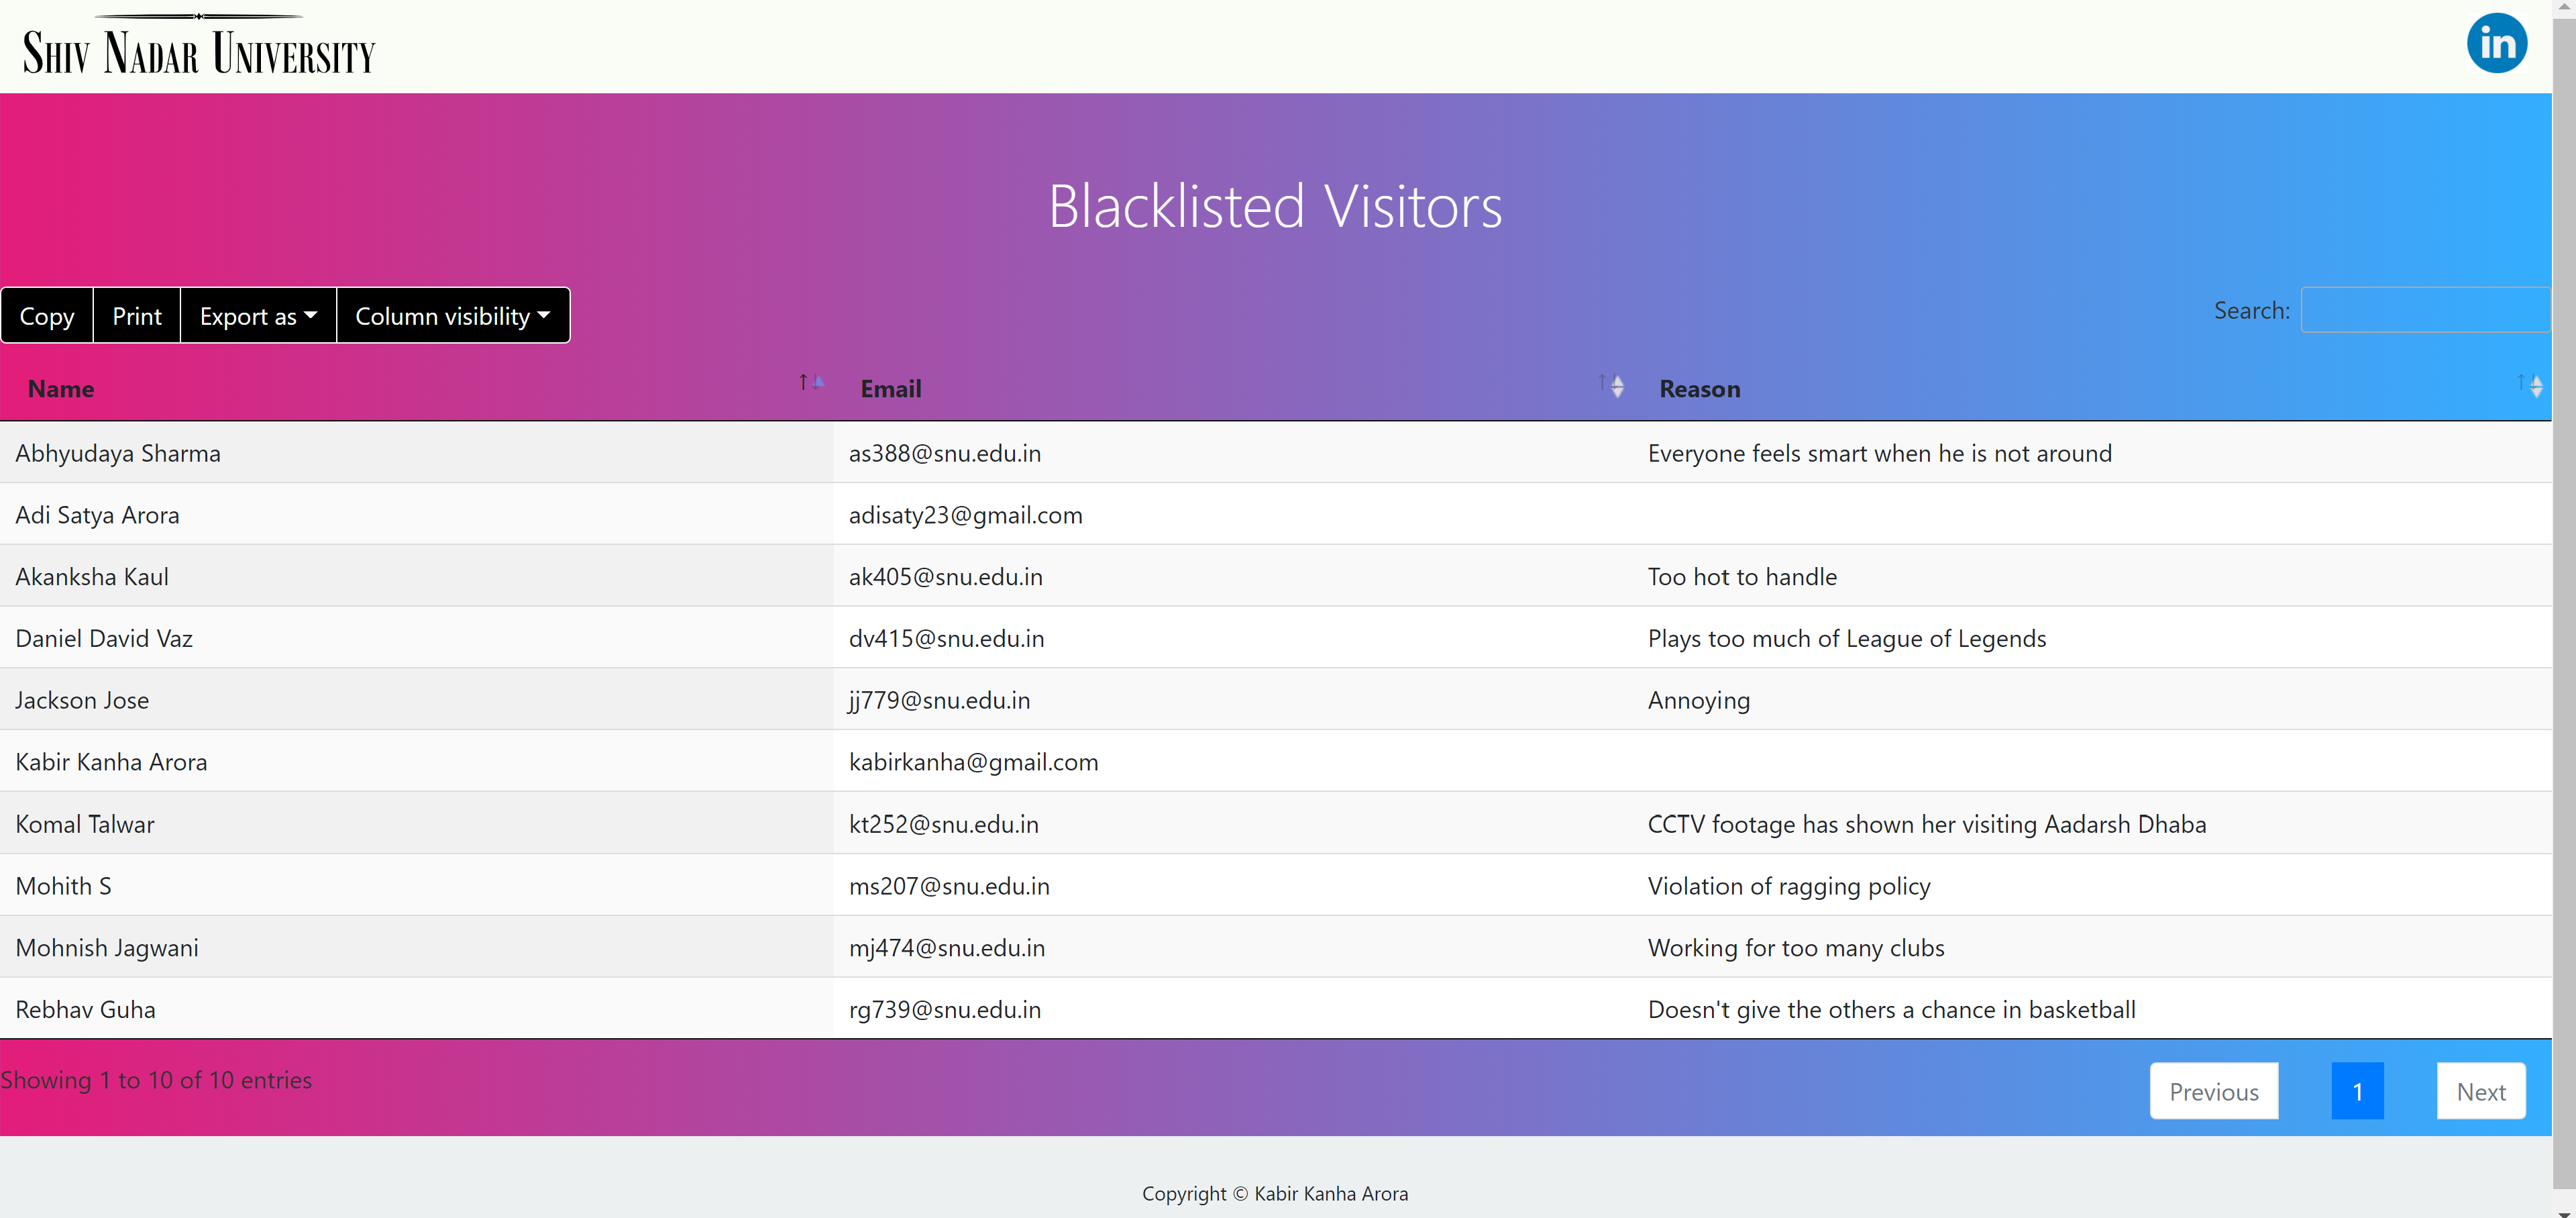 SHIV NADAR UNIVERSITY
in
Blacklisted Visitors
Copy Print Export as Column visibility Search:
Name Email Reason
Abhyudaya Sharma as388@snu.edu.in Everyone feels smart when he is not around
Adi Satya Arora adisaty23@gmail.com
Akanksha Kaul ak405@snu.edu.in Too hot to handle
Daniel David Vaz dv415@snu.edu.in Plays too much of League of Legends
Jackson Jose jj779@snu.edu.in Annoying
Kabir Kanha Arora kabirkanha@gmail.com
Komal Talwar kt252@snu.edu.in CCTV footage has shown her visiting Aadarsh Dhaba
Mohith S ms207@snu.edu.in Violation of ragging policy
Mohnish Jagwani mj474@snu.edu.in Working for too many clubs
Rebhav Guha rg739@snu.edu.in Doesn't give the others a chance in basketball
Showing 1 to 10 of 10 entries Previous 1 Next
Copyright © Kabir Kanha Arora